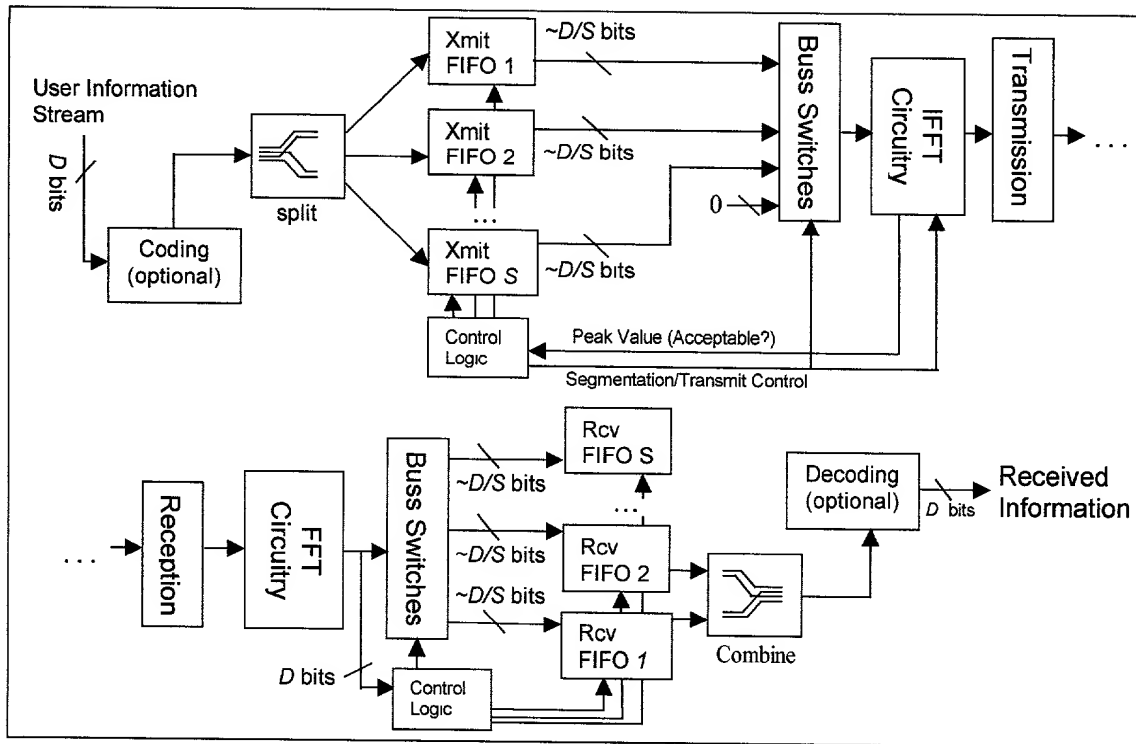 User Information
Stream
D bits
Coding
(optional)
split
Xmit
FIFO 1
Xmit
FIFO 2
...
Xmit
FIFO S
Control
Logic
~D/S bits
~D/S bits
~D/S bits
0
Buss Switches
IFFT
Circuitry
Transmission
...
Peak Value (Acceptable?)
Segmentation/Transmit Control
...
Reception
FFT
Circuitry
D bits
Buss Switches
Control
Logic
~D/S bits
~D/S bits
~D/S bits
Rcv
FIFO S
...
Rcv
FIFO 2
Rcv
FIFO 1
Combine
Decoding
(optional)
D bits
Received
Information